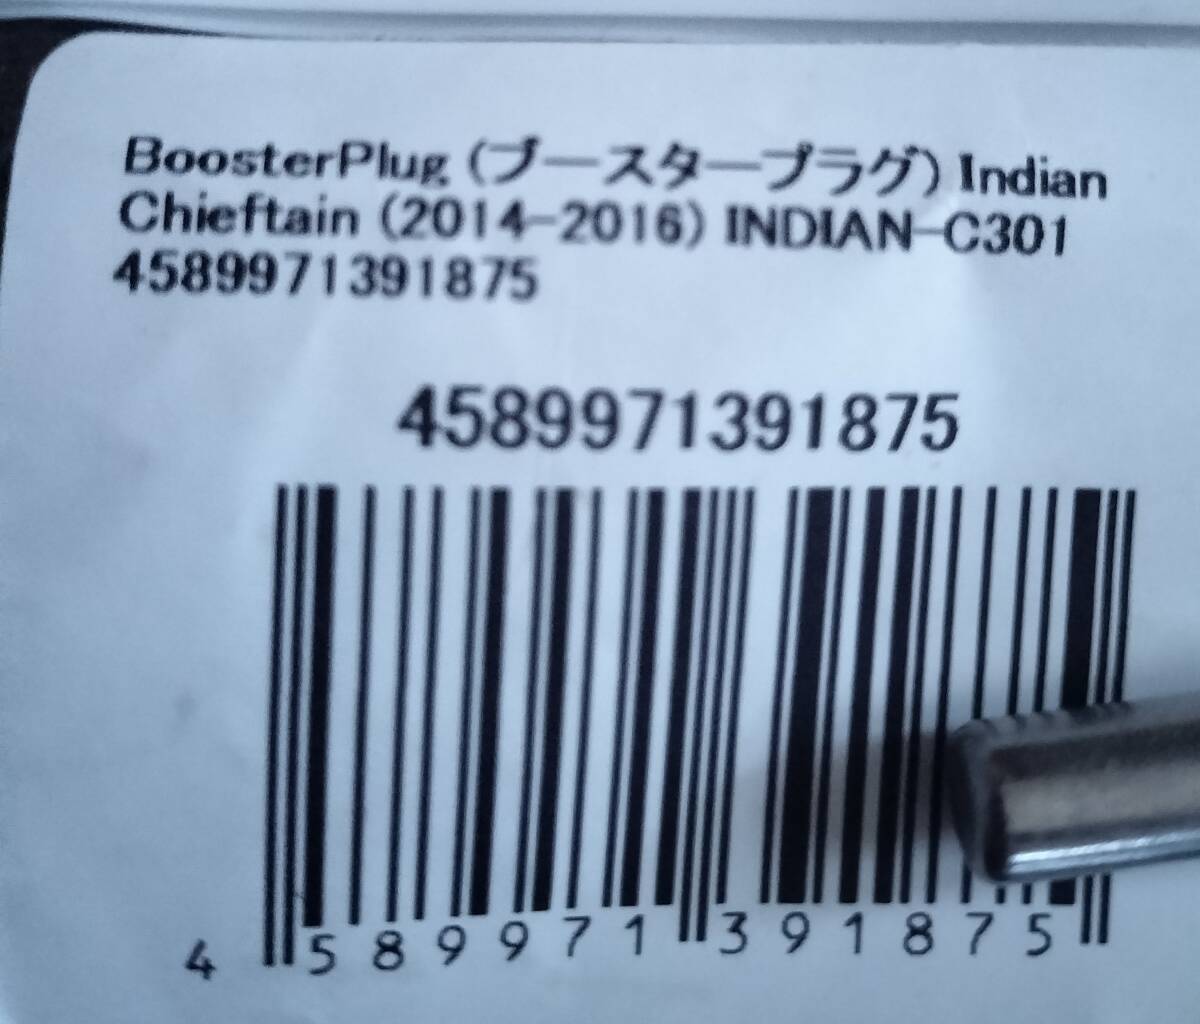 BoosterPlug (ブースタープラグ) Indian
Chieftain (2014-2016) INDIAN-C301
4589971391875
4589971391875
4 589971 391875